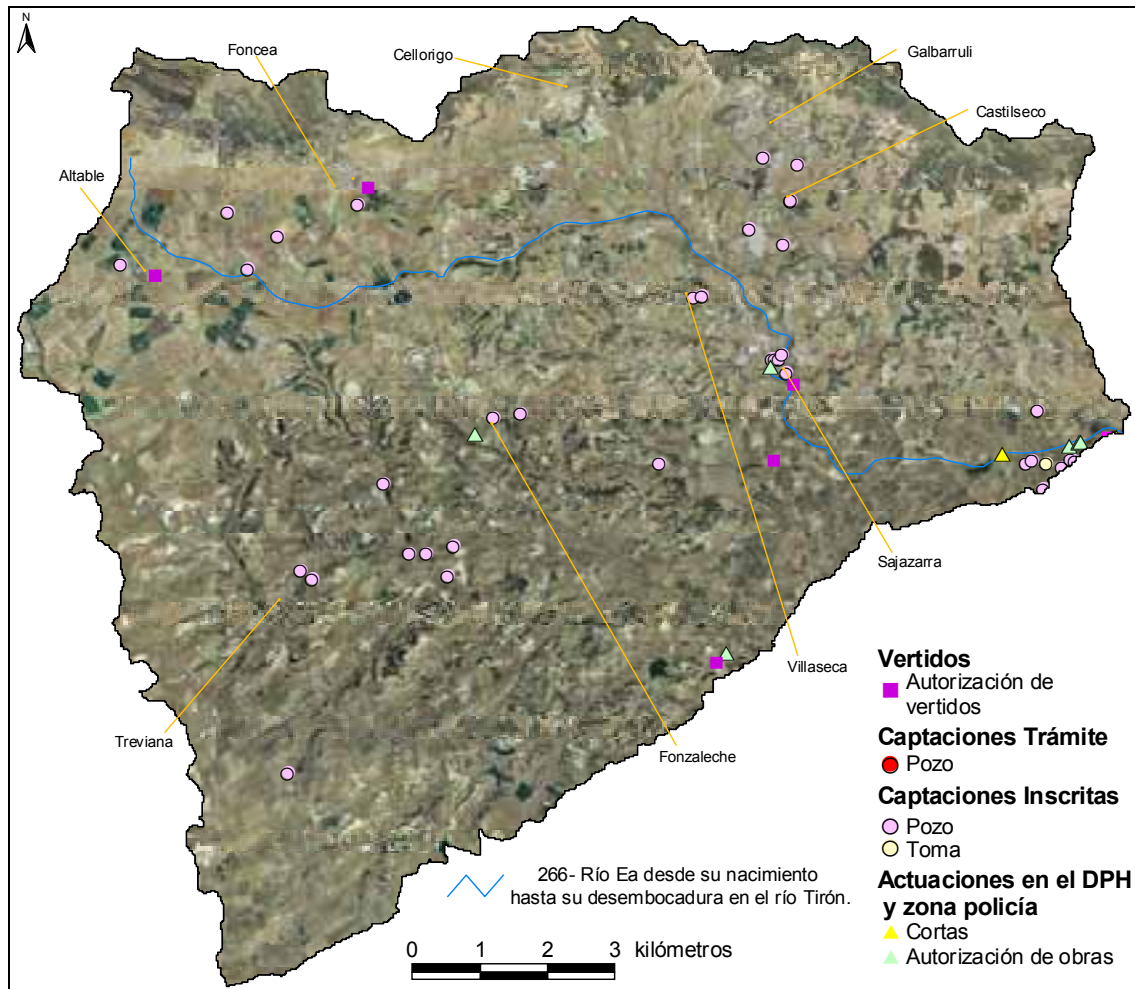 N
Foncea
Cellorigo
Galbarruli
Castilseco
Altable
Sajazarra
Villaseca
Treviana
Fonzaleche
Vertidos
Autorización de
vertidos
Captaciones Trámite
Pozo
Captaciones Inscritas
Pozo
Toma
Actuaciones en el DPH
y zona policía
Cortas
Autorización de obras
266- Río Ea desde su nacimiento
hasta su desembocadura en el río Tirón.
0 1 2 3 kilómetros